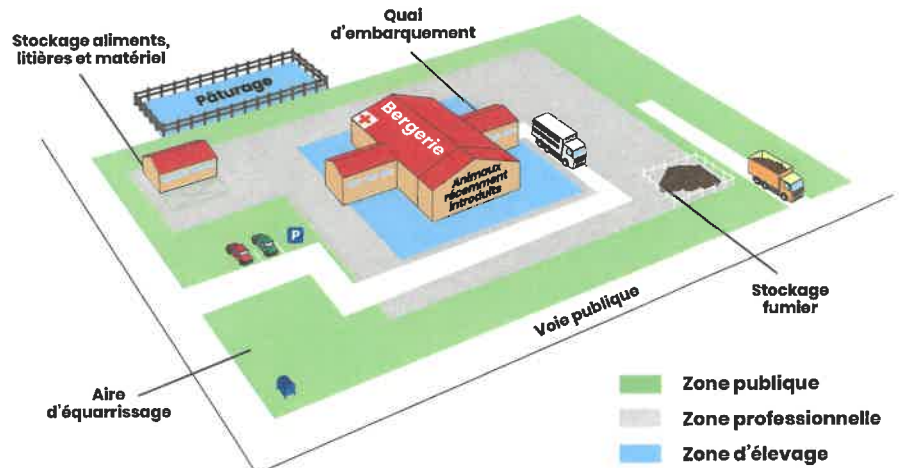 Quai
d'embarquement
Stockage aliments,
litières et matériel
Pâturage
Bergerie
Animaux
récemment
introduits
P
Stockage
fumier
Voie publique
Aire
d'équarrissage
Zone publique
Zone professionnelle
Zone d'élevage